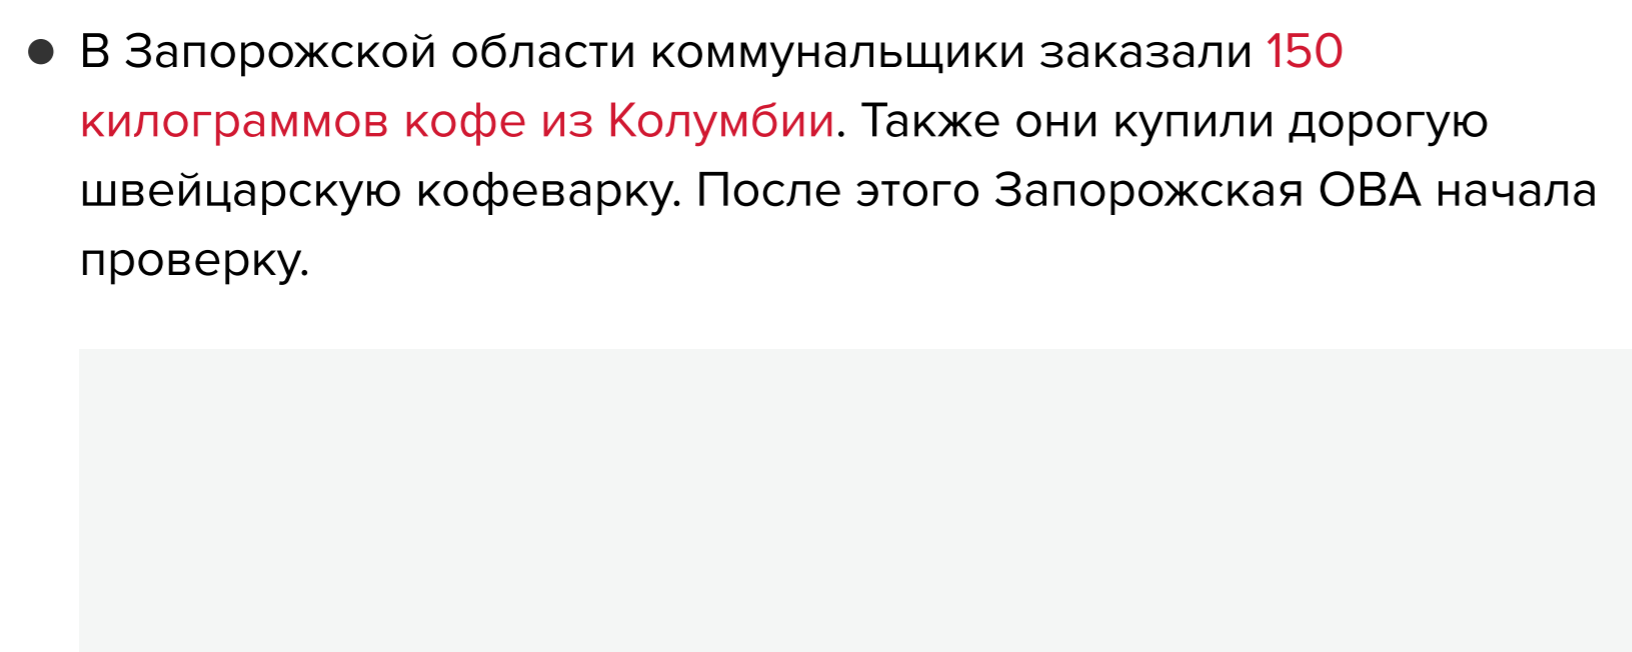 В Запорожской области коммунальщики заказали 150
килограммов кофе из Колумбии. Также они купили дорогую
швейцарскую кофеварку. После этого Запорожская ОВА начала
проверку.